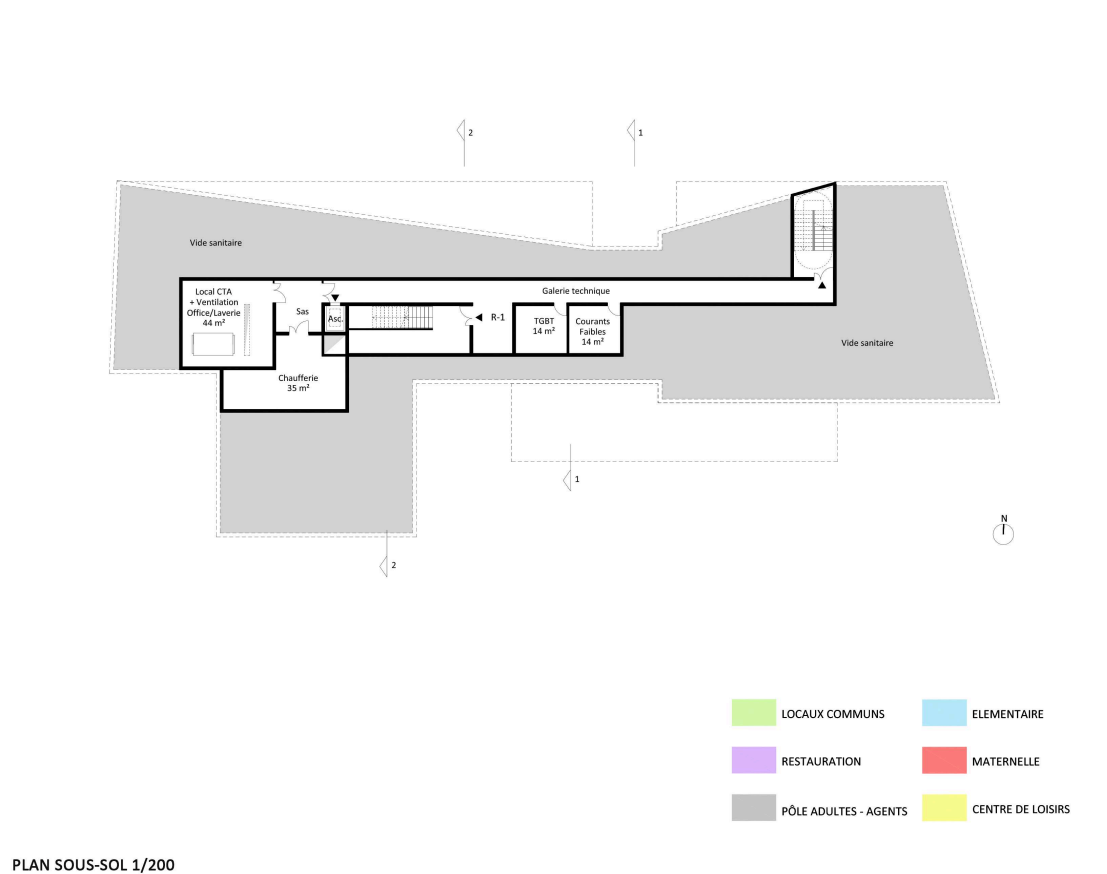 2
1
Vide sanitaire
Local CTA
+ Ventilation
Office/Laverie
44 m²
Sas
Asc.
Galerie technique
R-1
TGBT
14 m²
Courants
Faibles
14 m²
Vide sanitaire
Chaufferie
35 m²
1
2
N
LOCAUX COMMUNS
ELEMENTAIRE
RESTAURATION
MATERNELLE
PÔLE ADULTES - AGENTS
CENTRE DE LOISIRS
PLAN SOUS-SOL 1/200